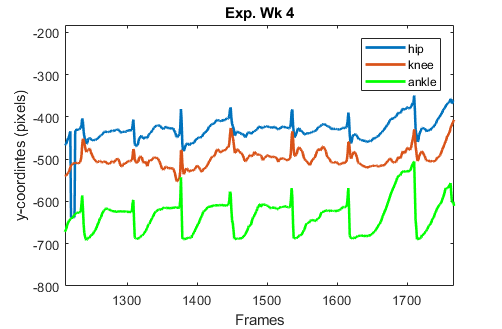 Exp. Wk 4
y-coordintes (pixels)
-200
-300
-400
-500
-600
-700
-800
hip
knee
ankle
1300 1400 1500 1600 1700
Frames